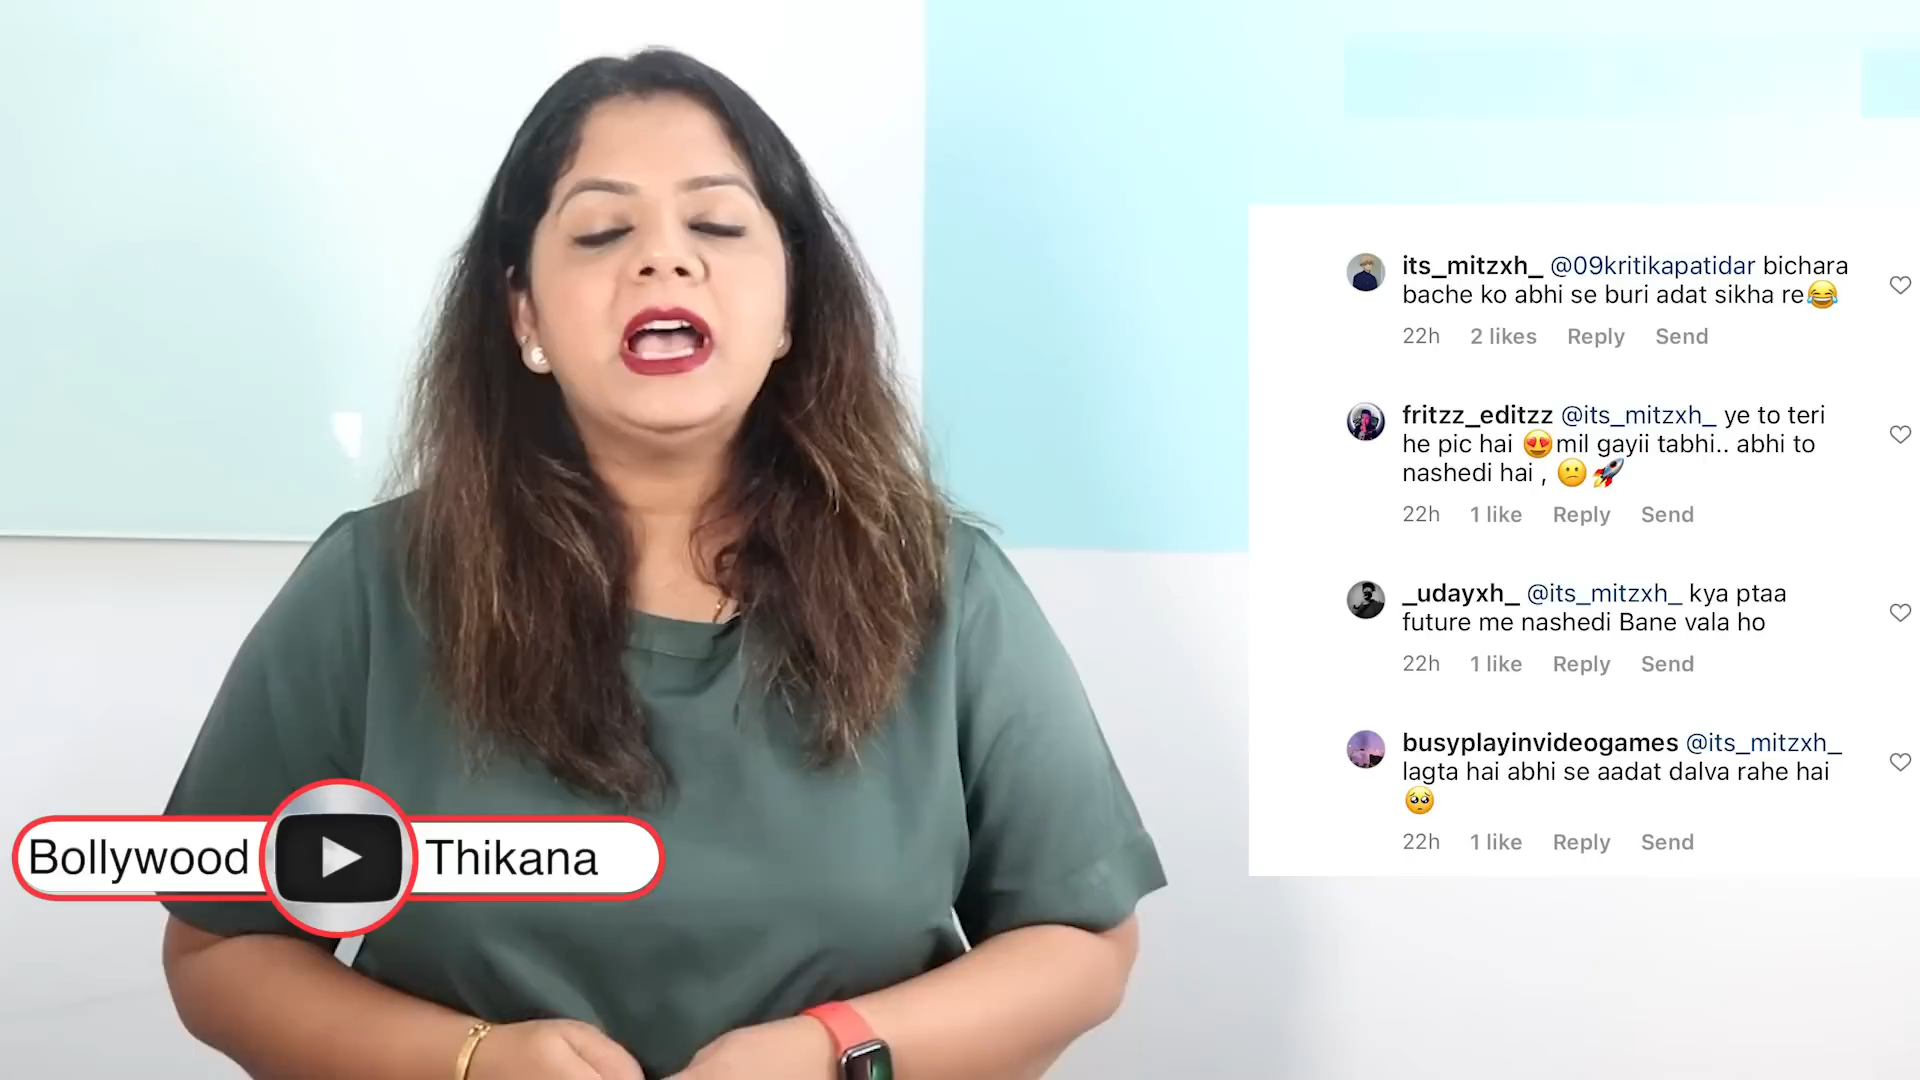 its_mitzxh_ @09kritikapatidar bichara
bache ko abhi se buri adat sikha re😂
22h 2 likes Reply Send
fritzz_editzz @its_mitzxh_ ye to teri
he pic hai 😍mil gayii tabhi.. abhi to
nashedi hai , 😕🚀
22h 1 like Reply Send
_udayxh_ @its_mitzxh_ kya ptaa
future me nashedi Bane vala ho
22h 1 like Reply Send
busyplayinvideogames @its_mitzxh_
lagta hai abhi se aadat dalva rahe hai
🥺
22h 1 like Reply Send
Bollywood Thikana